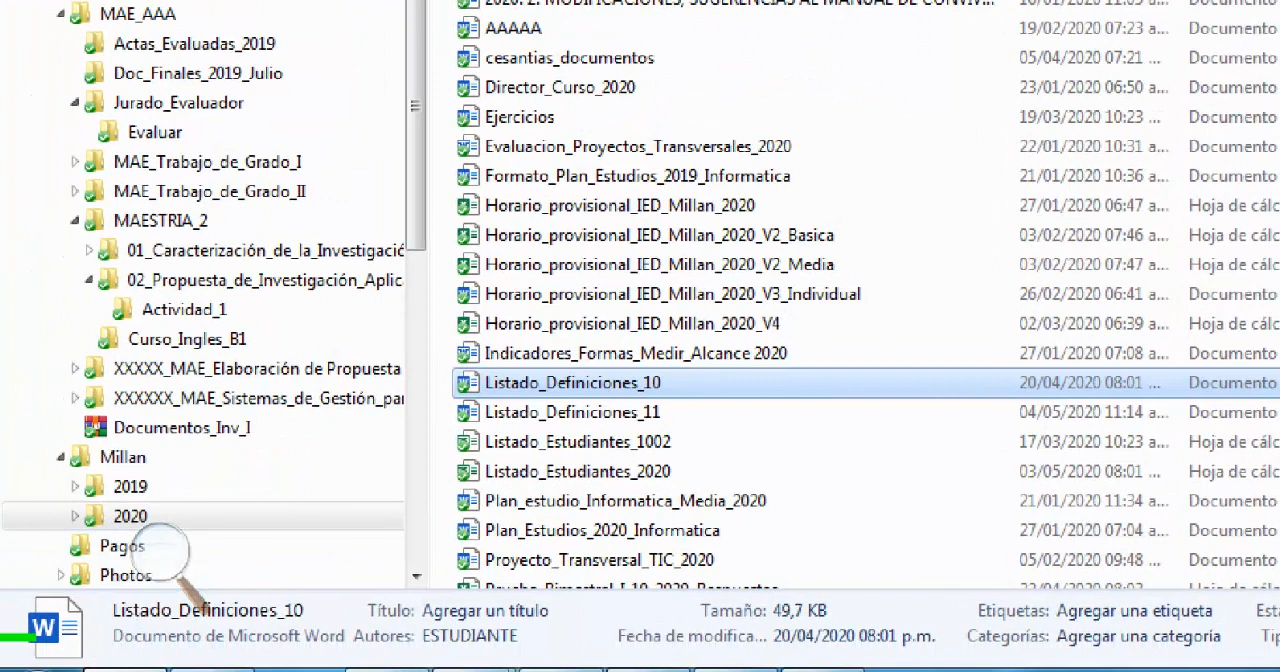 MAE_AAA
Actas_Evaluadas_2019
Doc_Finales_2019_Julio
Jurado_Evaluador
Evaluar
MAE_Trabajo_de_Grado_I
MAE_Trabajo_de_Grado_II
MAESTRIA_2
01_Caracterización_de_la_Investigació
02_Propuesta_de_Investigación_Aplic
Actividad_1
Curso_Ingles_B1
XXXXX_MAE_Elaboración de Propuesta
XXXXXX_MAE_Sistemas_de_Gestión_par
Documentos_Inv_I
Millan
2019
2020
Pagos
Photos
AAAAA 19/02/2020 07:23 a... Documento
cesantias_documentos 05/04/2020 07:21 ... Documento
Director_Curso_2020 23/01/2020 06:50 ... Documento
Ejercicios 19/03/2020 10:23 ... Documento
Evaluacion_Proyectos_Transversales_2020 22/01/2020 10:31 a... Documento
Formato_Plan_Estudios_2019_Informatica 21/01/2020 10:36 a... Documento
Horario_provisional_IED_Millan_2020 27/01/2020 06:47 a... Hoja de cálc
Horario_provisional_IED_Millan_2020_V2_Basica 03/02/2020 07:46 a... Hoja de cálc
Horario_provisional_IED_Millan_2020_V2_Media 03/02/2020 07:47 a... Hoja de cálc
Horario_provisional_IED_Millan_2020_V3_Individual 26/02/2020 06:41 a... Documento
Horario_provisional_IED_Millan_2020_V4 02/03/2020 06:39 a... Hoja de cálc
Indicadores_Formas_Medir_Alcance 2020 27/01/2020 07:08 a... Documento
Listado_Definiciones_10 20/04/2020 08:01 ... Documento
Listado_Definiciones_11 04/05/2020 11:14 a... Documento
Listado_Estudiantes_1002 17/03/2020 10:23 a... Hoja de cálc
Listado_Estudiantes_2020 03/05/2020 08:01 ... Hoja de cálc
Plan_estudio_Informatica_Media_2020 21/01/2020 11:34 a... Documento
Plan_Estudios_2020_Informatica 27/01/2020 07:04 a... Documento
Proyecto_Transversal_TIC_2020 05/02/2020 09:48 ... Documento
Listado_Definiciones_10 Título: Agregar un título Tamaño: 49,7 KB Etiquetas: Agregar una etiqueta Esta
Documento de Microsoft Word Autores: ESTUDIANTE Fecha de modifica... 20/04/2020 08:01 p.m. Categorías: Agregar una categoría Tip